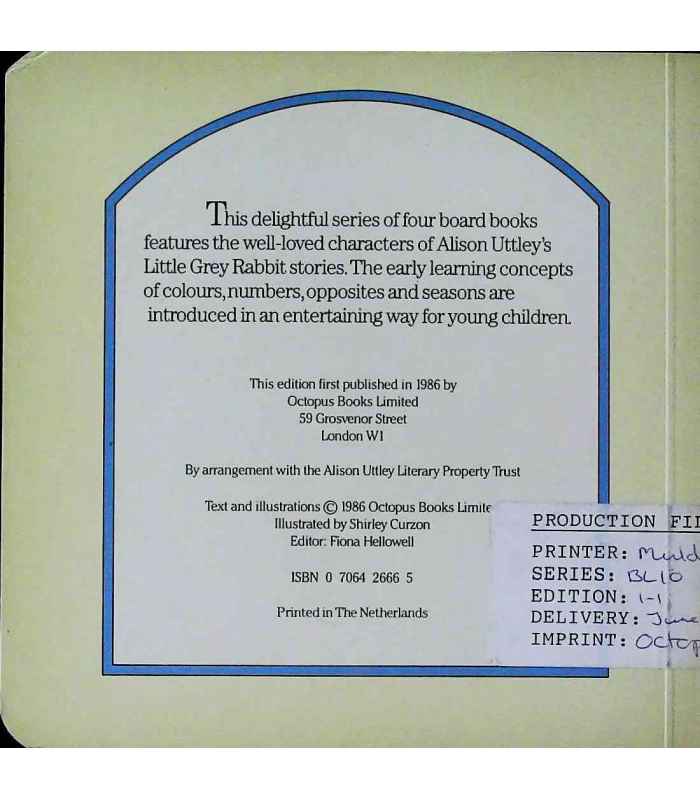 This delightful series of four board books
features the well-loved characters of Alison Uttley's
Little Grey Rabbit stories. The early learning concepts
of colours, numbers, opposites and seasons are
introduced in an entertaining way for young children.
This edition first published in 1986 by
Octopus Books Limited
59 Grosvenor Street
London W1
By arrangement with the Alison Uttley Literary Property Trust
Text and illustrations © 1986 Octopus Books Limite
Illustrated by Shirley Curzon
Editor: Fiona Hellowell
ISBN 0 7064 2666 5
Printed in The Netherlands
PRODUCTION FI
PRINTER:
SERIES: BL10
EDITION: 1-1
DELIVERY: June
IMPRINT: Octop